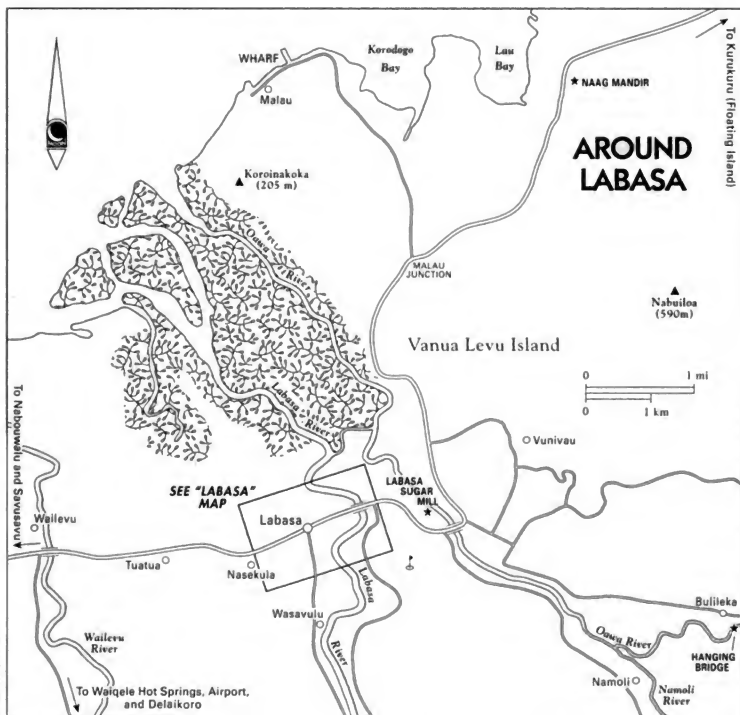 To Kurukuru (Floating Island)
WHARF
Korodogo
Bay
Lau
Bay
Malau
NAAG MANDIR
AROUND
LABASA
MOON
Koroinakoka
(205 m)
Qawa River
MALAU
JUNCTION
Nabuiloa
(590m)
Vanua Levu Island
0 1 mi
0 1 km
Labasa River
To Nabouwalu and Savusavu
Vunivau
SEE "LABASA"
MAP
LABASA
SUGAR
MILL
Wailevu
Labasa
Tuatua
Nasekula
Labasa
River
Wasavulu
Bulileka
Qawa River
HANGING
BRIDGE
Wailevu
River
Namoli
Namoli
River
To Waiqele Hot Springs, Airport,
and Delaikoro